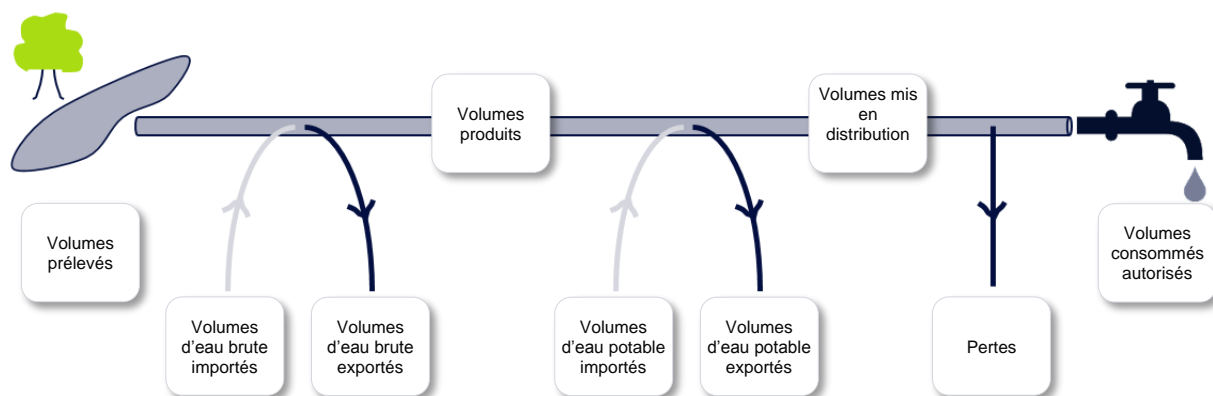 Volumes
prélevés
Volumes
d'eau brute
importés
Volumes
d'eau brute
exportés
Volumes
produits
Volumes
d'eau potable
importés
Volumes
d'eau potable
exportés
Volumes mis
en
distribution
Pertes
Volumes
consommés
autorisés